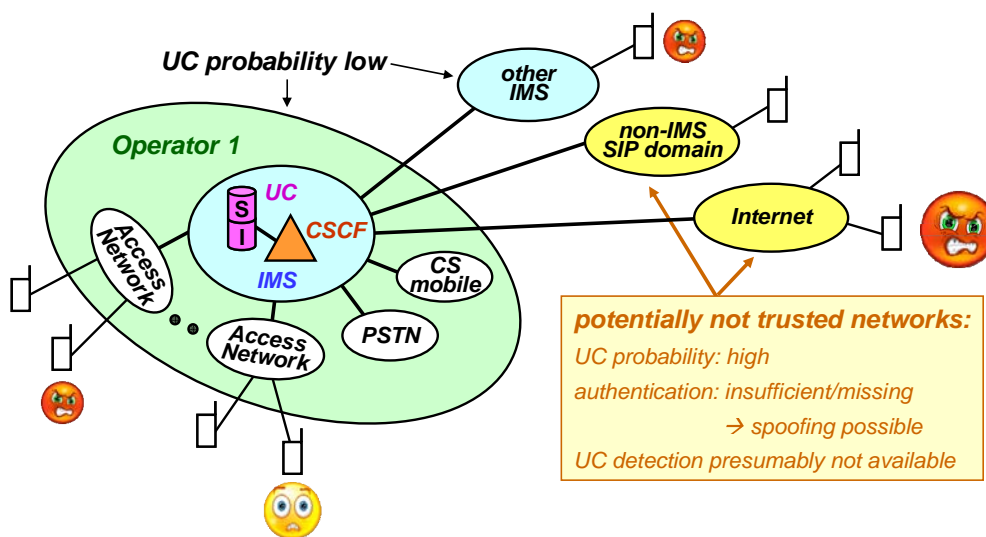 UC probability low
other
IMS
non-IMS
SIP domain
Operator 1
UC
S
I
CSCF
IMS
Internet
Access
Network
CS
mobile
PSTN
Access
Network
potentially not trusted networks:
UC probability: high
authentication: insufficient/missing
→ spoofing possible
UC detection presumably not available